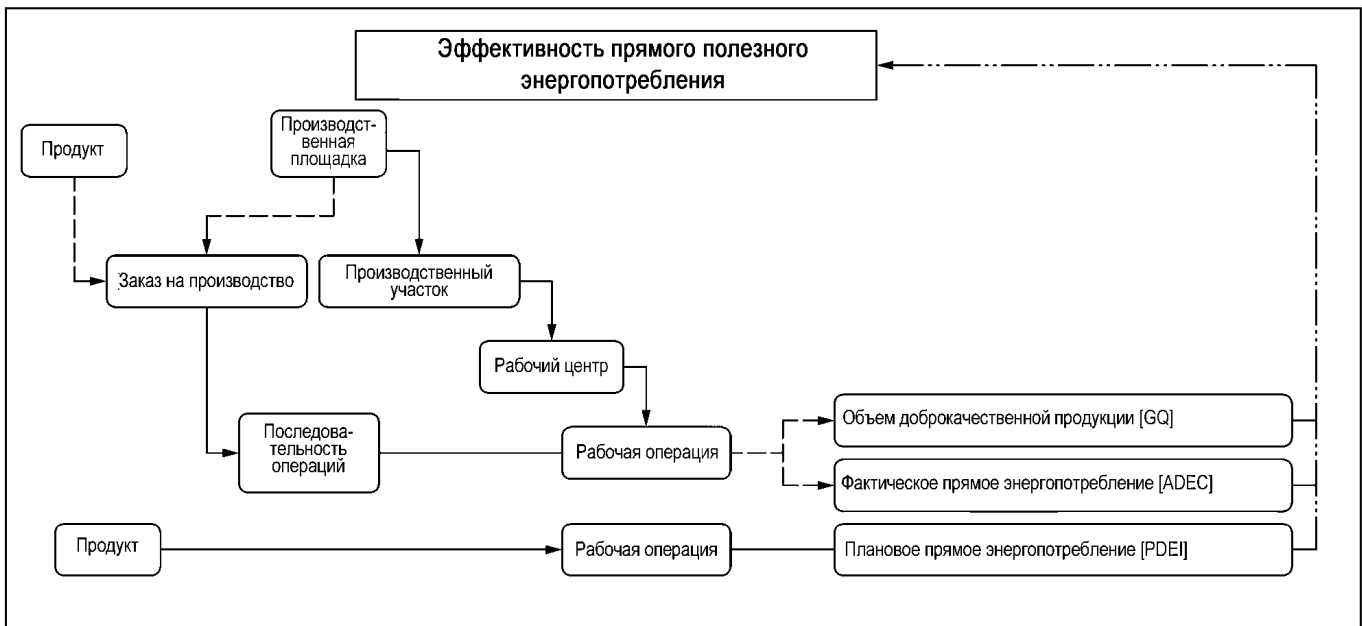 Эффективность прямого полезного
энергопотребления
Производст-
венная
площадка
Продукт
Заказ на производство
Производственный
участок
Рабочий центр
Последова-
тельность
операций
Рабочая операция
Объем доброкачественной продукции [GQ]
Фактическое прямое энергопотребление [ADEC]
Продукт
Рабочая операция
Плановое прямое энергопотребление [PDEI]